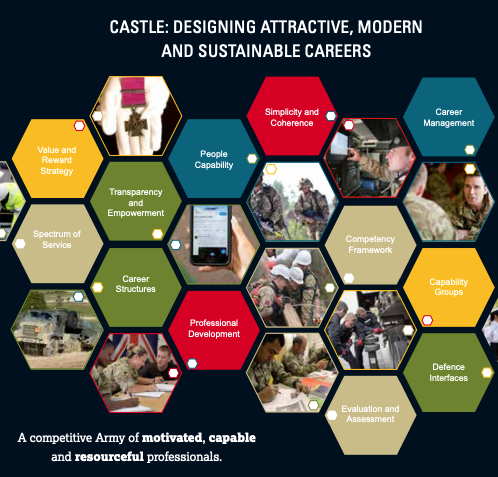 CASTLE: DESIGNING ATTRACTIVE, MODERN
AND SUSTAINABLE CAREERS
Simplicity and
Coherence
Career
Management
Value and
Reward
Strategy
People
Capability
Transparency
and
Empowerment
Spectrum of
Service
Competency
Framework
Career
Structures
Capability
Groups
Professional
Development
Defence
Interfaces
Evaluation and
Assessment
A competitive Army of motivated, capable
and resourceful professionals.